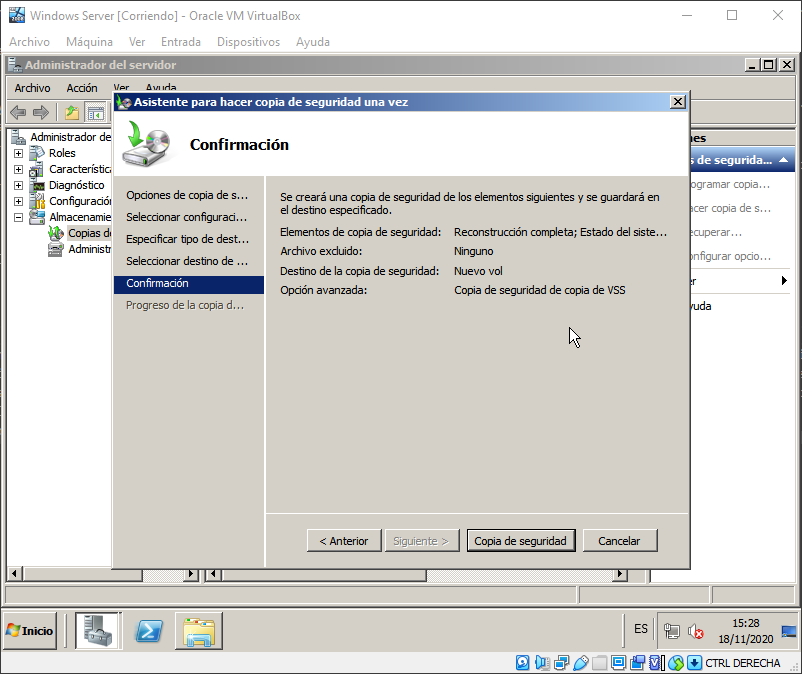 Windows Server [Corriendo] - Oracle VM VirtualBox
Archivo Máquina Ver Entrada Dispositivos Ayuda
Administrador del servidor
Archivo Acción Ver Ayuda
Asistente para hacer copia de seguridad una vez
Confirmación
Administrador de
Roles
Característica
Diagnóstico
Configuración
Almacenamie
Copias de
Administr
Opciones de copia de s...
Seleccionar configuraci...
Especificar tipo de dest...
Seleccionar destino de ...
Confirmación
Progreso de la copia d...
Se creará una copia de seguridad de los elementos siguientes y se guardará en
el destino especificado.
Elementos de copia de seguridad: Reconstrucción completa; Estado del siste...
Archivo excluido: Ninguno
Destino de la copia de seguridad: Nuevo vol
Opción avanzada: Copia de seguridad de copia de VSS
< Anterior Siguiente > Copia de seguridad Cancelar
nes
s de segurida...
ogramar copia...
acer copia de s...
ecuperar...
nfigurar opcio...
er
yuda
Inicio
ES
15:28
18/11/2020
CTRL DERECHA